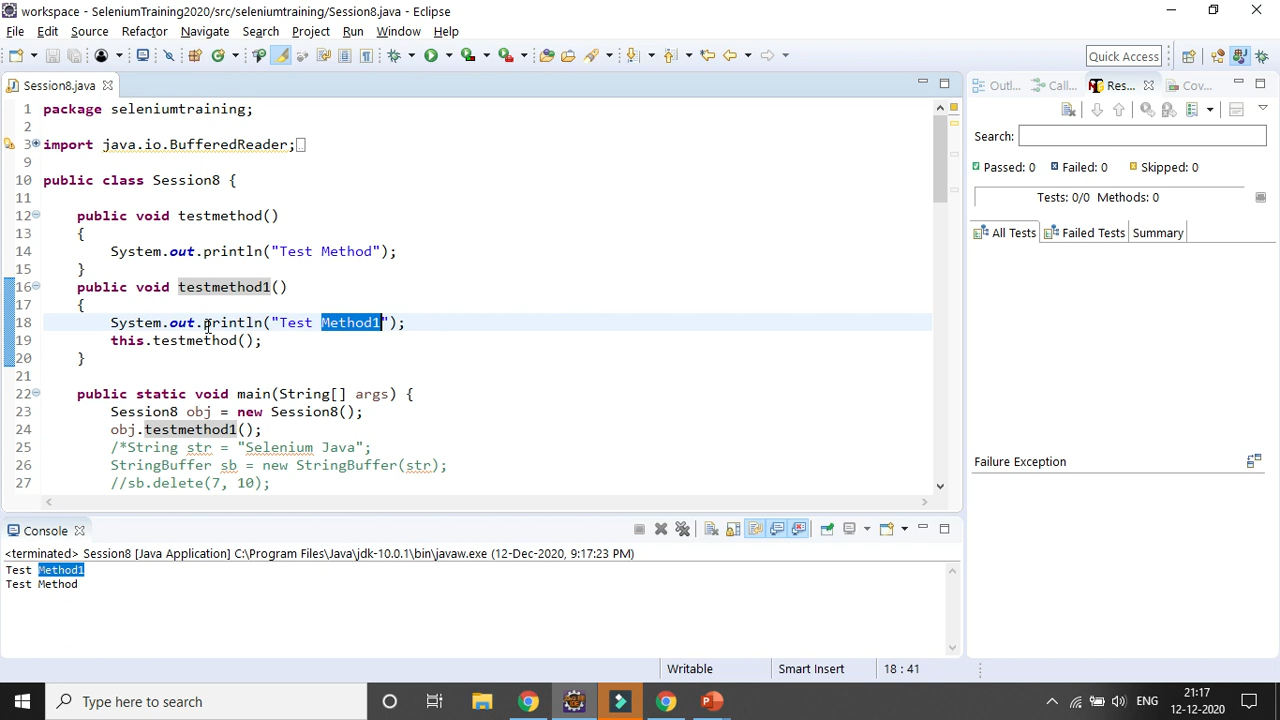 workspace - SeleniumTraining2020/src/seleniumtraining/Session8.java - Eclipse
File Edit Source Refactor Navigate Search Project Run Window Help
Quick Access
Session8.java
1 package seleniumtraining;
2
3 import java.io.BufferedReader;
9
10 public class Session8 {
11
12 public void testmethod()
13 {
14 System.out.println("Test Method");
15 }
16 public void testmethod1()
17 {
18 System.out.println("Test Method1");
19 this.testmethod();
20 }
21
22 public static void main(String[] args) {
23 Session8 obj = new Session8();
24 obj.testmethod1();
25 /*String str = "Selenium Java";
26 StringBuffer sb = new StringBuffer(str);
27 //sb.delete(7, 10);
Outl... Call... Res... Cov...
Search:
Passed: 0 Failed: 0 Skipped: 0
Tests: 0/0 Methods: 0
All Tests Failed Tests Summary
Failure Exception
Console
<terminated> Session8 [Java Application] C:\Program Files\Java\jdk-10.0.1\bin\javaw.exe (12-Dec-2020, 9:17:23 PM)
Test Method1
Test Method
Writable Smart Insert 18 : 41
Type here to search
ENG
21:17
12-12-2020